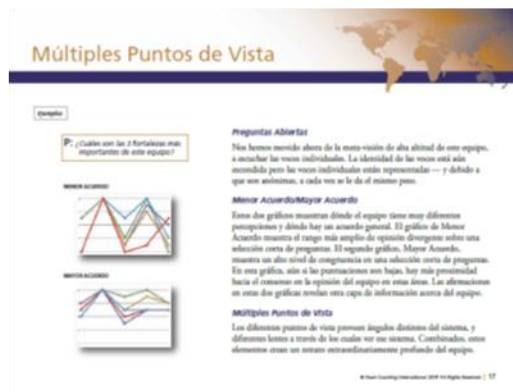 Múltiples Puntos de Vista
Ejemplos
P: ¿Cuáles son las 3 fortalezas más
importantes de este equipo?
MENOR ACUERDO
MAYOR ACUERDO
Preguntas Abiertas
Nos hemos movido ahora de la meta-visión de alta altitud de este equipo,
a escuchar las voces individuales. La identidad de las voces está aún
escondida pero las voces individuales están representadas — y debido a
que son anónimas, a cada voz se le da el mismo peso.
Menor Acuerdo/Mayor Acuerdo
Estos dos gráficos muestran dónde el equipo tiene muy diferentes
percepciones y dónde hay un acuerdo general. El gráfico de Menor
Acuerdo muestra el rango más amplio de opinión divergente sobre una
selección corta de preguntas. El segundo gráfico, Mayor Acuerdo,
muestra un alto nivel de congruencia en una selección corta de preguntas.
En esta gráfica, aún si las puntuaciones son bajas, hay más proximidad
hacia el consenso en la opinión del equipo en estas áreas. Las afirmaciones
en estas dos gráficas revelan otra capa de información acerca del equipo.
Múltiples Puntos de Vista
Los diferentes puntos de vista proveen ángulos distintos del sistema, y
diferentes lentes a través de los cuales ver ese sistema. Combinados, estos
elementos crean un retrato extraordinariamente profundo del equipo.
© Team Coaching International 2019 All Rights Reserved | 17